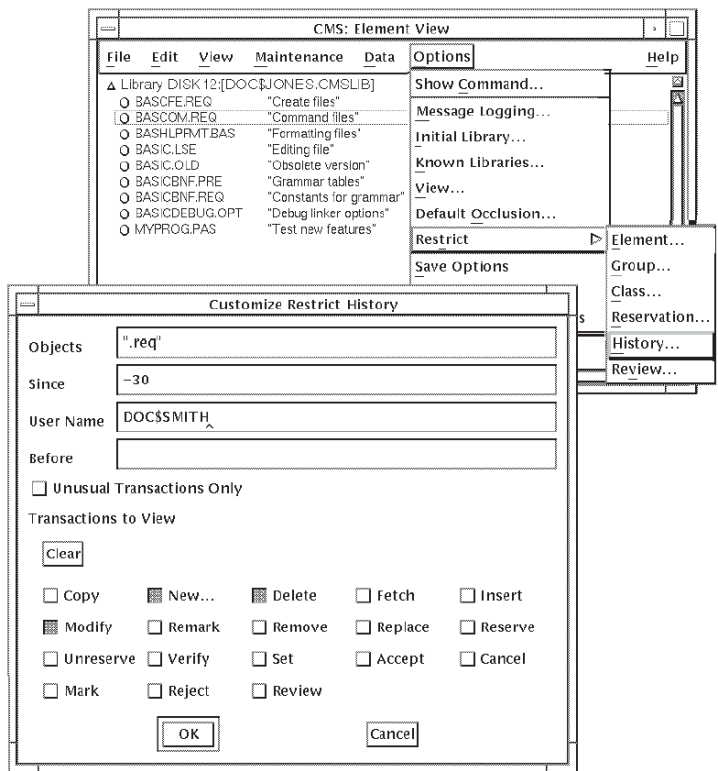 CMS: Element View
File Edit View Maintenance Data Options Help
Library DISK12:[DOC$JONES.CMSLIB]
BASCFE.REQ "Create files"
BASCOM.REQ "Command files"
BASHLPFMT.BAS "Formatting files"
BASIC.LSE "Editing file"
BASIC.OLD "Obsolete version"
BASICBNF.PRE "Grammar tables"
BASICBNF.REQ "Constants for grammar"
BASICDEBUG.OPT "Debug linker options"
MYPROG.PAS "Test new features"
Show Command...
Message Logging...
Initial Library...
Known Libraries...
View...
Default Occlusion...
Restrict
Save Options
s
Element...
Group...
Class...
Reservation...
History...
Review...
Customize Restrict History
Objects ".req"
Since -30
User Name DOC$SMITH
Before
Unusual Transactions Only
Transactions to View
Clear
Copy New... Delete Fetch Insert
Modify Remark Remove Replace Reserve
Unreserve Verify Set Accept Cancel
Mark Reject Review
OK Cancel